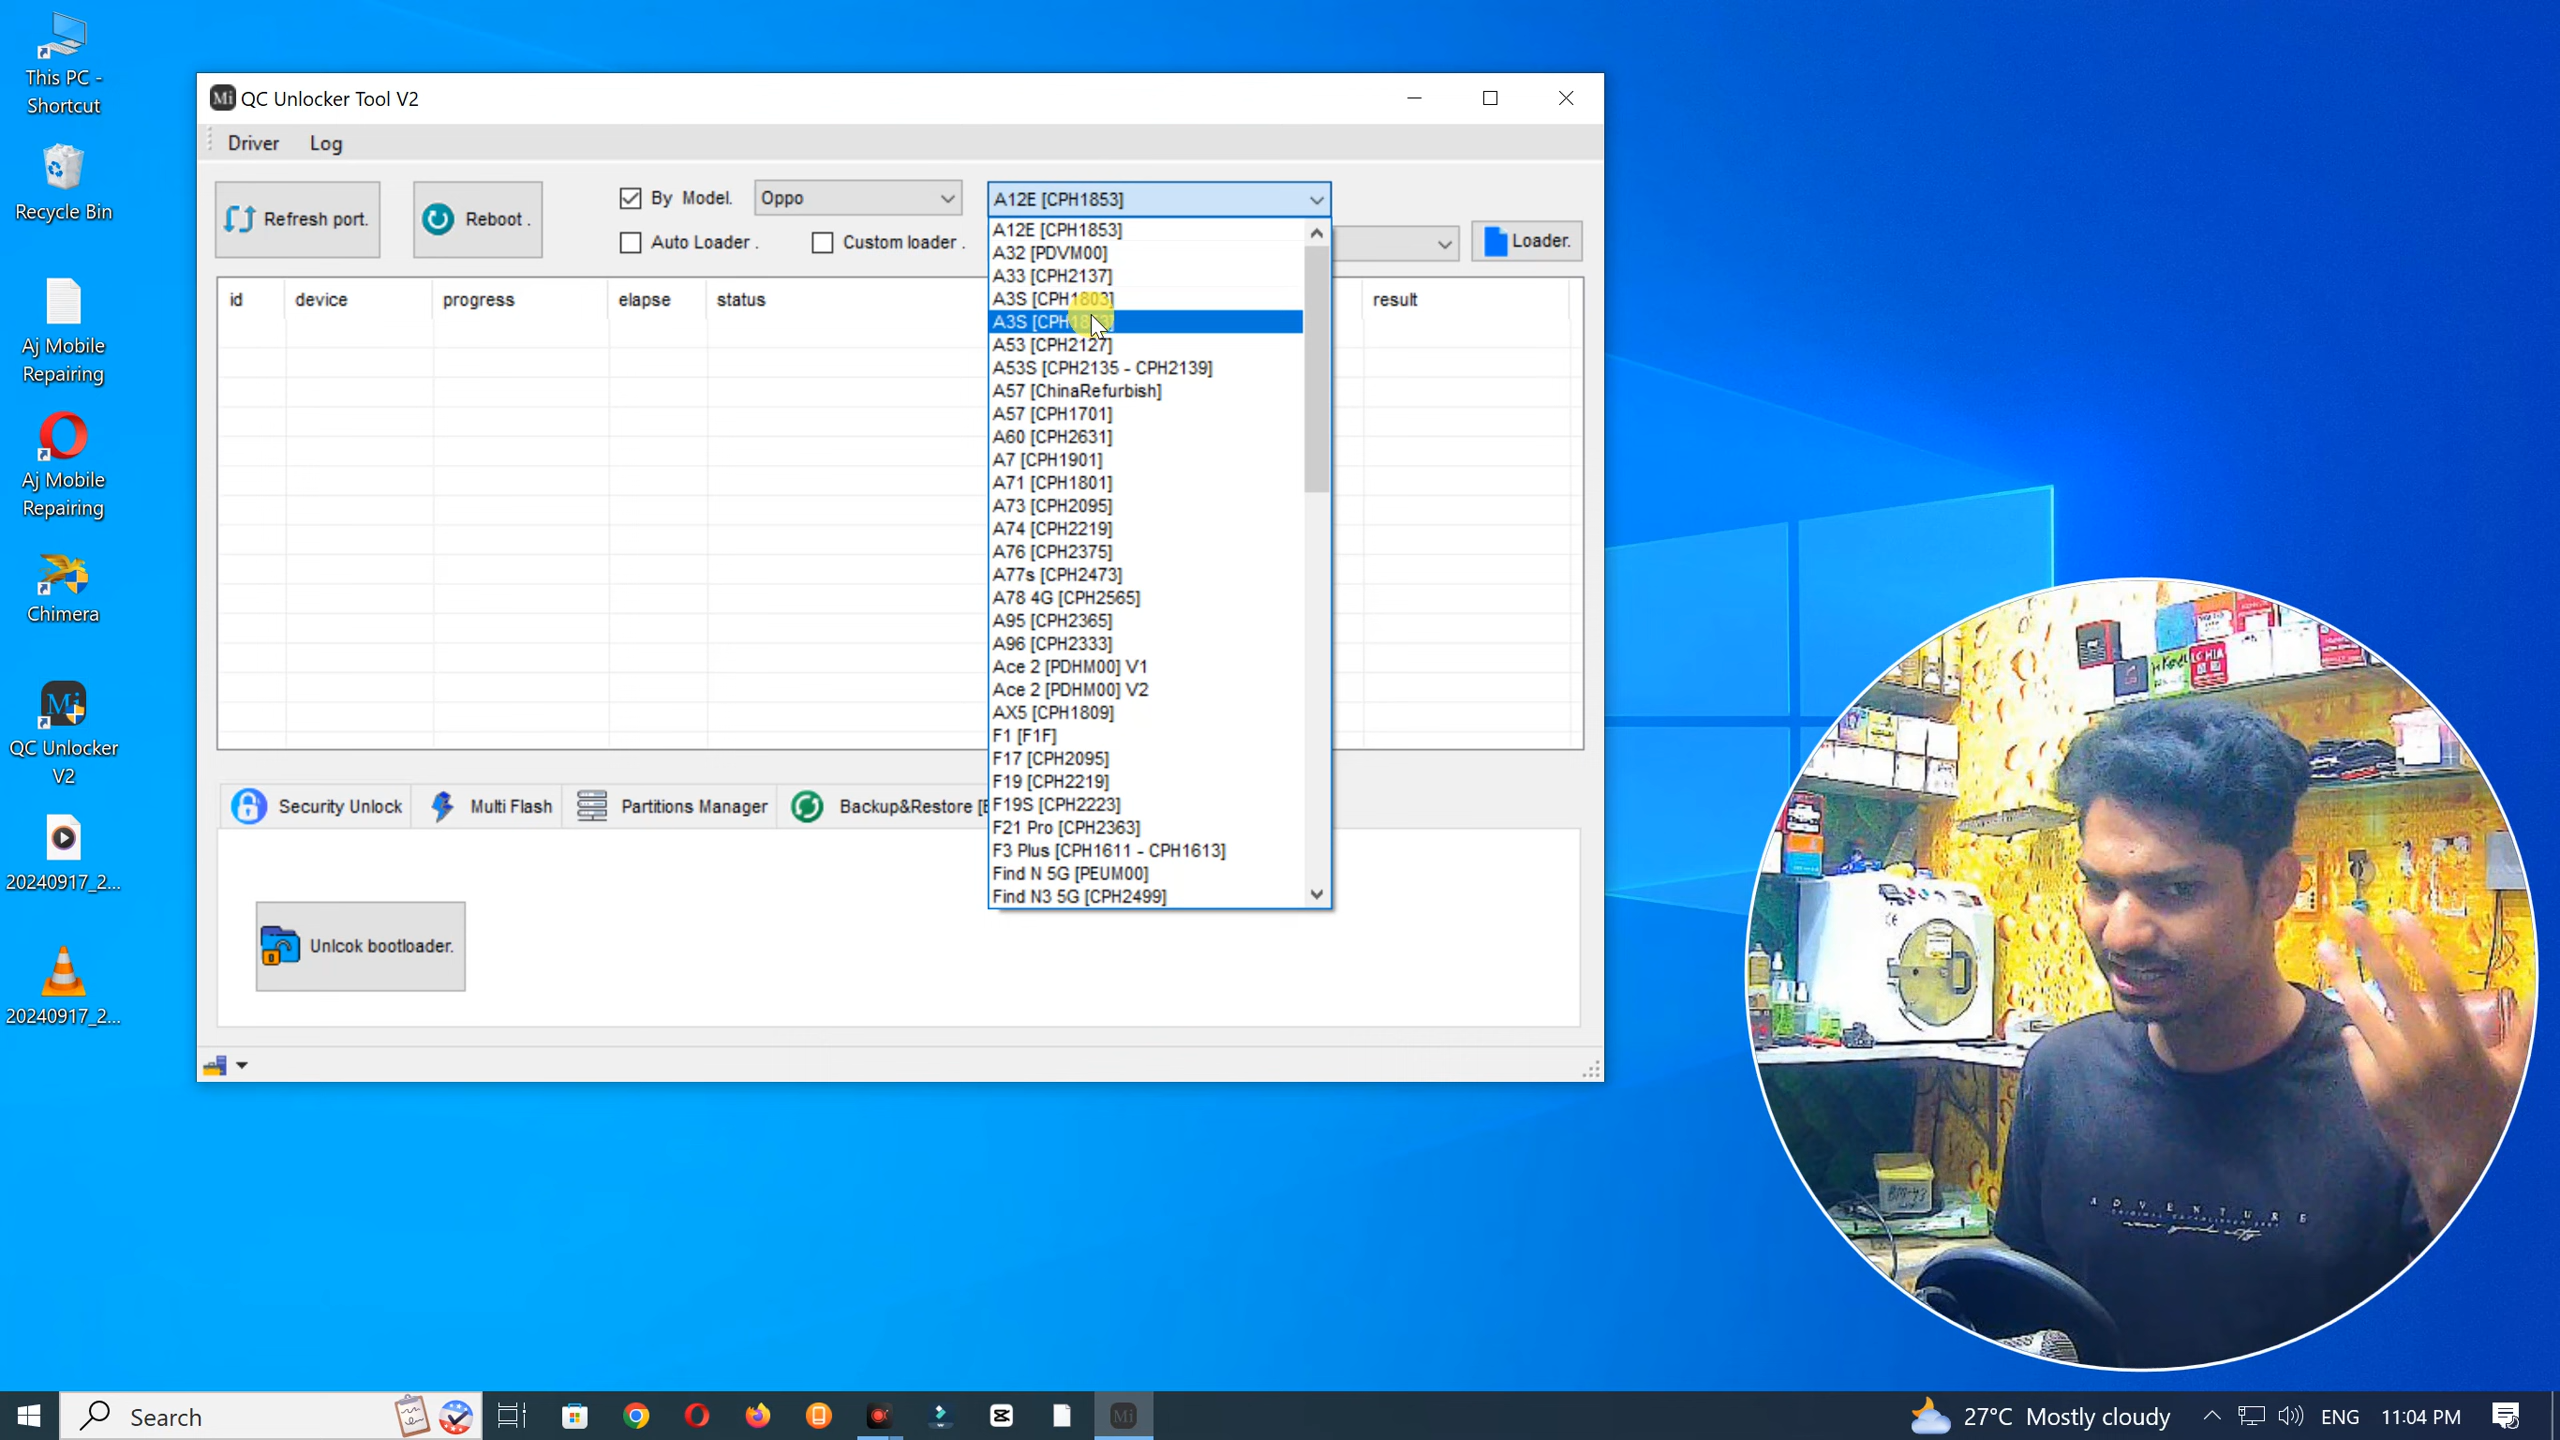 This PC -
Shortcut
Recycle Bin
Aj Mobile
Repairing
Aj Mobile
Repairing
Chimera
Mi
QC Unlocker
V2
20240917_2...
20240917_2...
Mi QC Unlocker Tool V2
Driver Log
Refresh port.
Reboot .
By Model.
Oppo
A12E [CPH1853]
Auto Loader .
Custom loader .
Loader.
id device progress elapse status result
A12E [CPH1853]
A32 [PDVM00]
A33 [CPH2137]
A3S [CPH1803]
A3S [CPH
A53 [CPH2127]
A53S [CPH2135 - CPH2139]
A57 [ChinaRefurbish]
A57 [CPH1701]
A60 [CPH2631]
A7 [CPH1901]
A71 [CPH1801]
A73 [CPH2095]
A74 [CPH2219]
A76 [CPH2375]
A77s [CPH2473]
A78 4G [CPH2565]
A95 [CPH2365]
A96 [CPH2333]
Ace 2 [PDHM00] V1
Ace 2 [PDHM00] V2
AX5 [CPH1809]
F1 [F1F]
F17 [CPH2095]
F19 [CPH2219]
F19S [CPH2223]
F21 Pro [CPH2363]
F3 Plus [CPH1611 - CPH1613]
Find N 5G [PEUM00]
Find N3 5G [CPH2499]
Security Unlock Multi Flash Partitions Manager Backup&Restore [E
Unlcok bootloader.
ADVENTURE
Search
Mi
27°C Mostly cloudy
ENG
11:04 PM